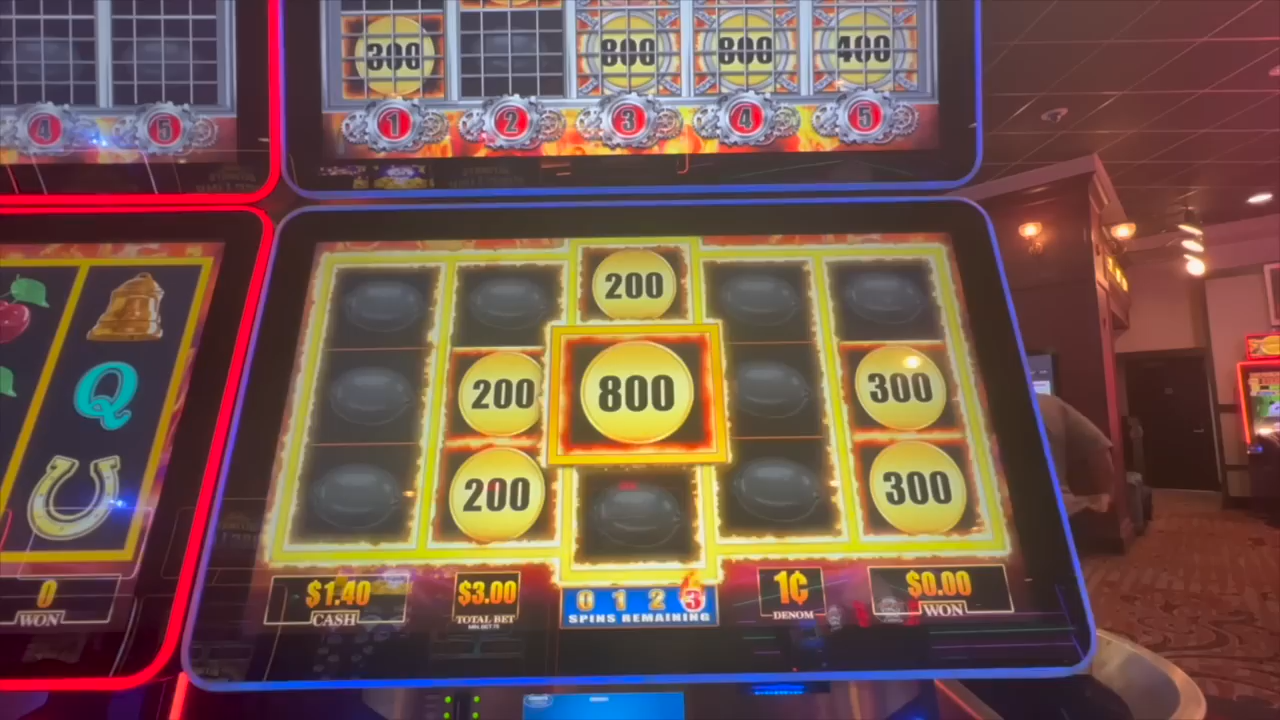 300 800 800 400
4 5 1 2 3 4 5
200
200 800 300
Q
200 300
$1.40 $3.00 0 1 2 3 1¢ $0.00
CASH TOTAL BET SPINS REMAINING DENOM WON
0
WON